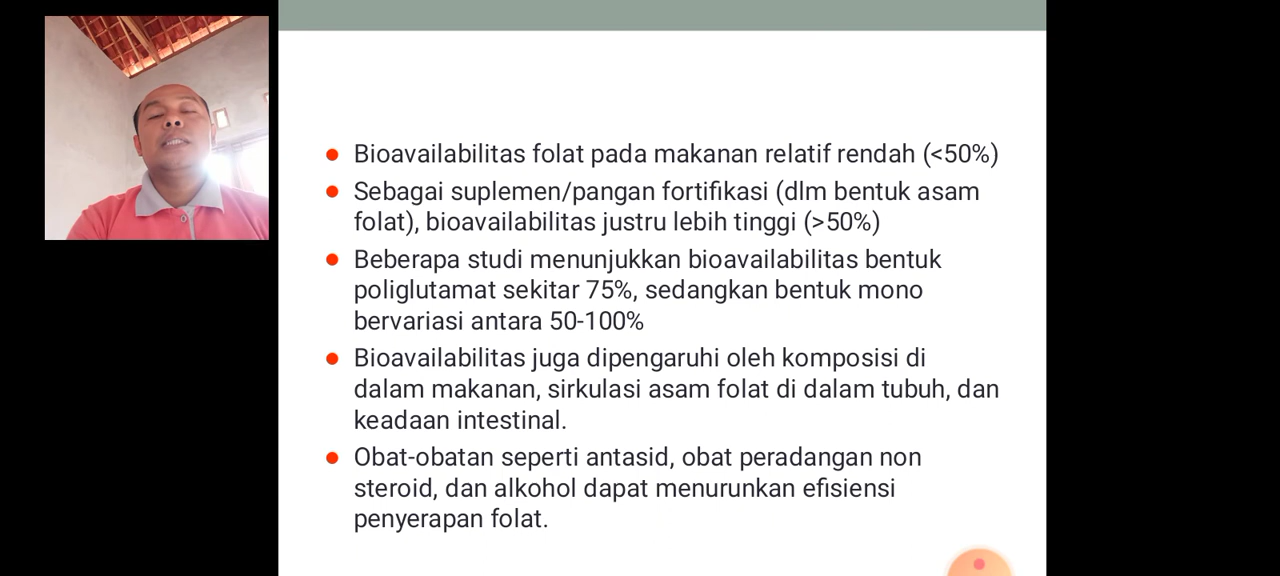 Bioavailabilitas folat pada makanan relatif rendah (<50%)
Sebagai suplemen/pangan fortifikasi (dlm bentuk asam
folat), bioavailabilitas justru lebih tinggi (>50%)
Beberapa studi menunjukkan bioavailabilitas bentuk
poliglutamat sekitar 75%, sedangkan bentuk mono
bervariasi antara 50-100%
Bioavailabilitas juga dipengaruhi oleh komposisi di
dalam makanan, sirkulasi asam folat di dalam tubuh, dan
keadaan intestinal.
Obat-obatan seperti antasid, obat peradangan non
steroid, dan alkohol dapat menurunkan efisiensi
penyerapan folat.